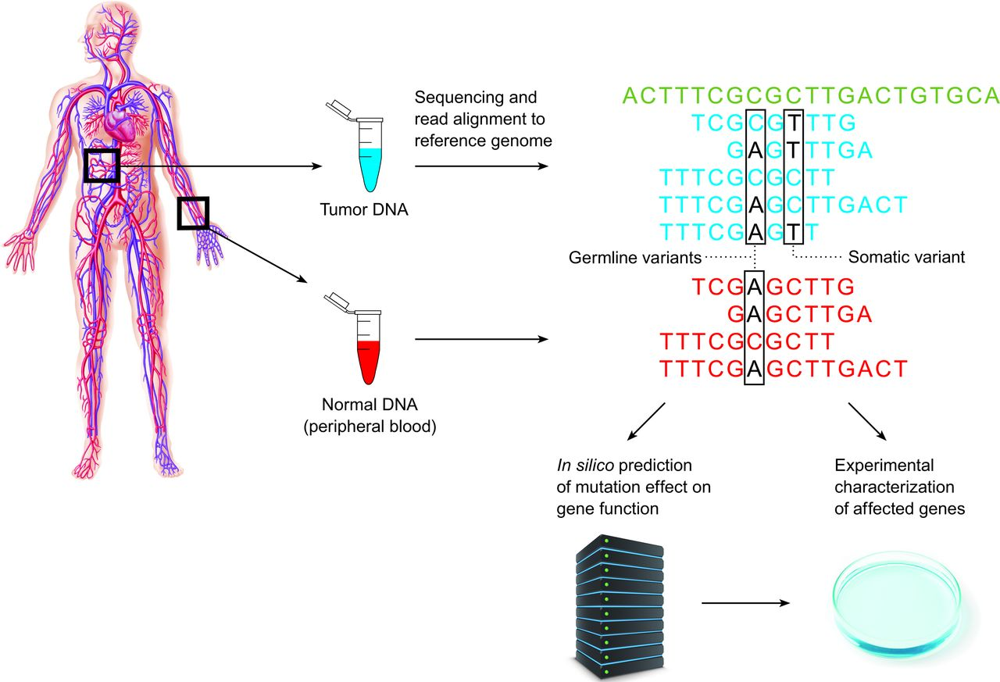 Sequencing and
read alignment to
reference genome
Tumor DNA
Normal DNA
(peripheral blood)
ACTTTCGCGCTTGACTGTGCA
TCGCGTTTG
GAGTTTGA
TTTCGCGCTT
TTTCGAGCTTGACT
TTTCGAGTT
Germline variants
Somatic variant
TCGAGCTTG
GAGCTTGA
TTTCGCGCTT
TTTCGAGCTTGACT
In silico prediction
of mutation effect on
gene function
Experimental
characterization
of affected genes